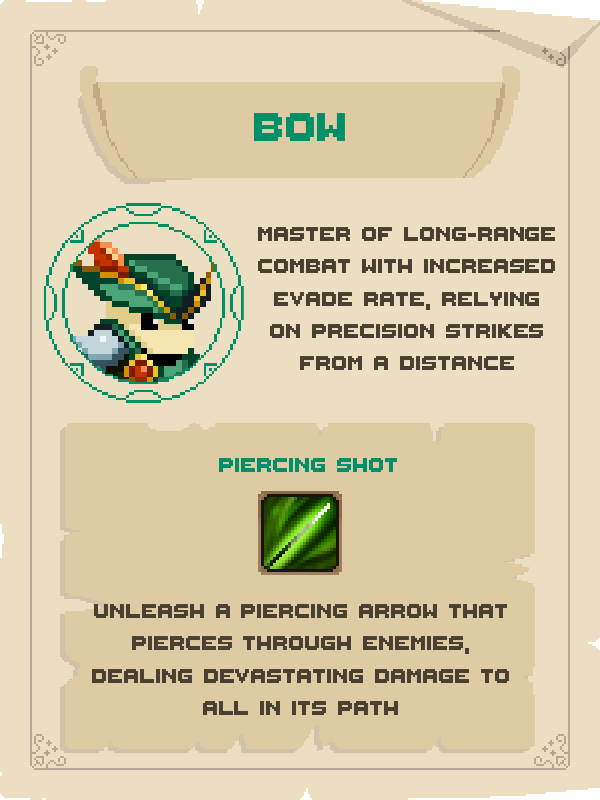 BOW
MASTER OF LONG-RANGE
COMBAT WITH INCREASED
EVADE RATE, RELYING
ON PRECISION STRIKES
FROM A DISTANCE
PIERCING SHOT
UNLEASH A PIERCING ARROW THAT
PIERCES THROUGH ENEMIES,
DEALING DEVASTATING DAMAGE TO
ALL IN ITS PATH